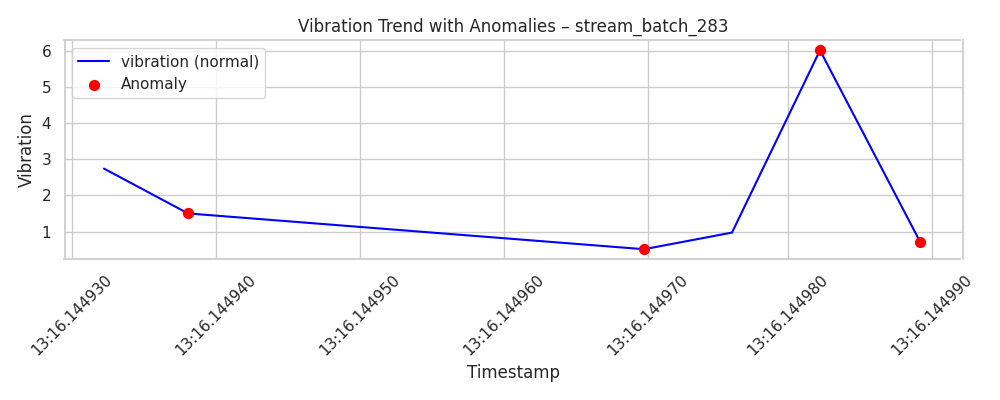 Vibration Trend with Anomalies – stream_batch_283
vibration (normal)
Anomaly
Vibration
6
5
4
3
2
1
13:16.144930
13:16.144940
13:16.144950
13:16.144960
13:16.144970
13:16.144980
13:16.144990
Timestamp